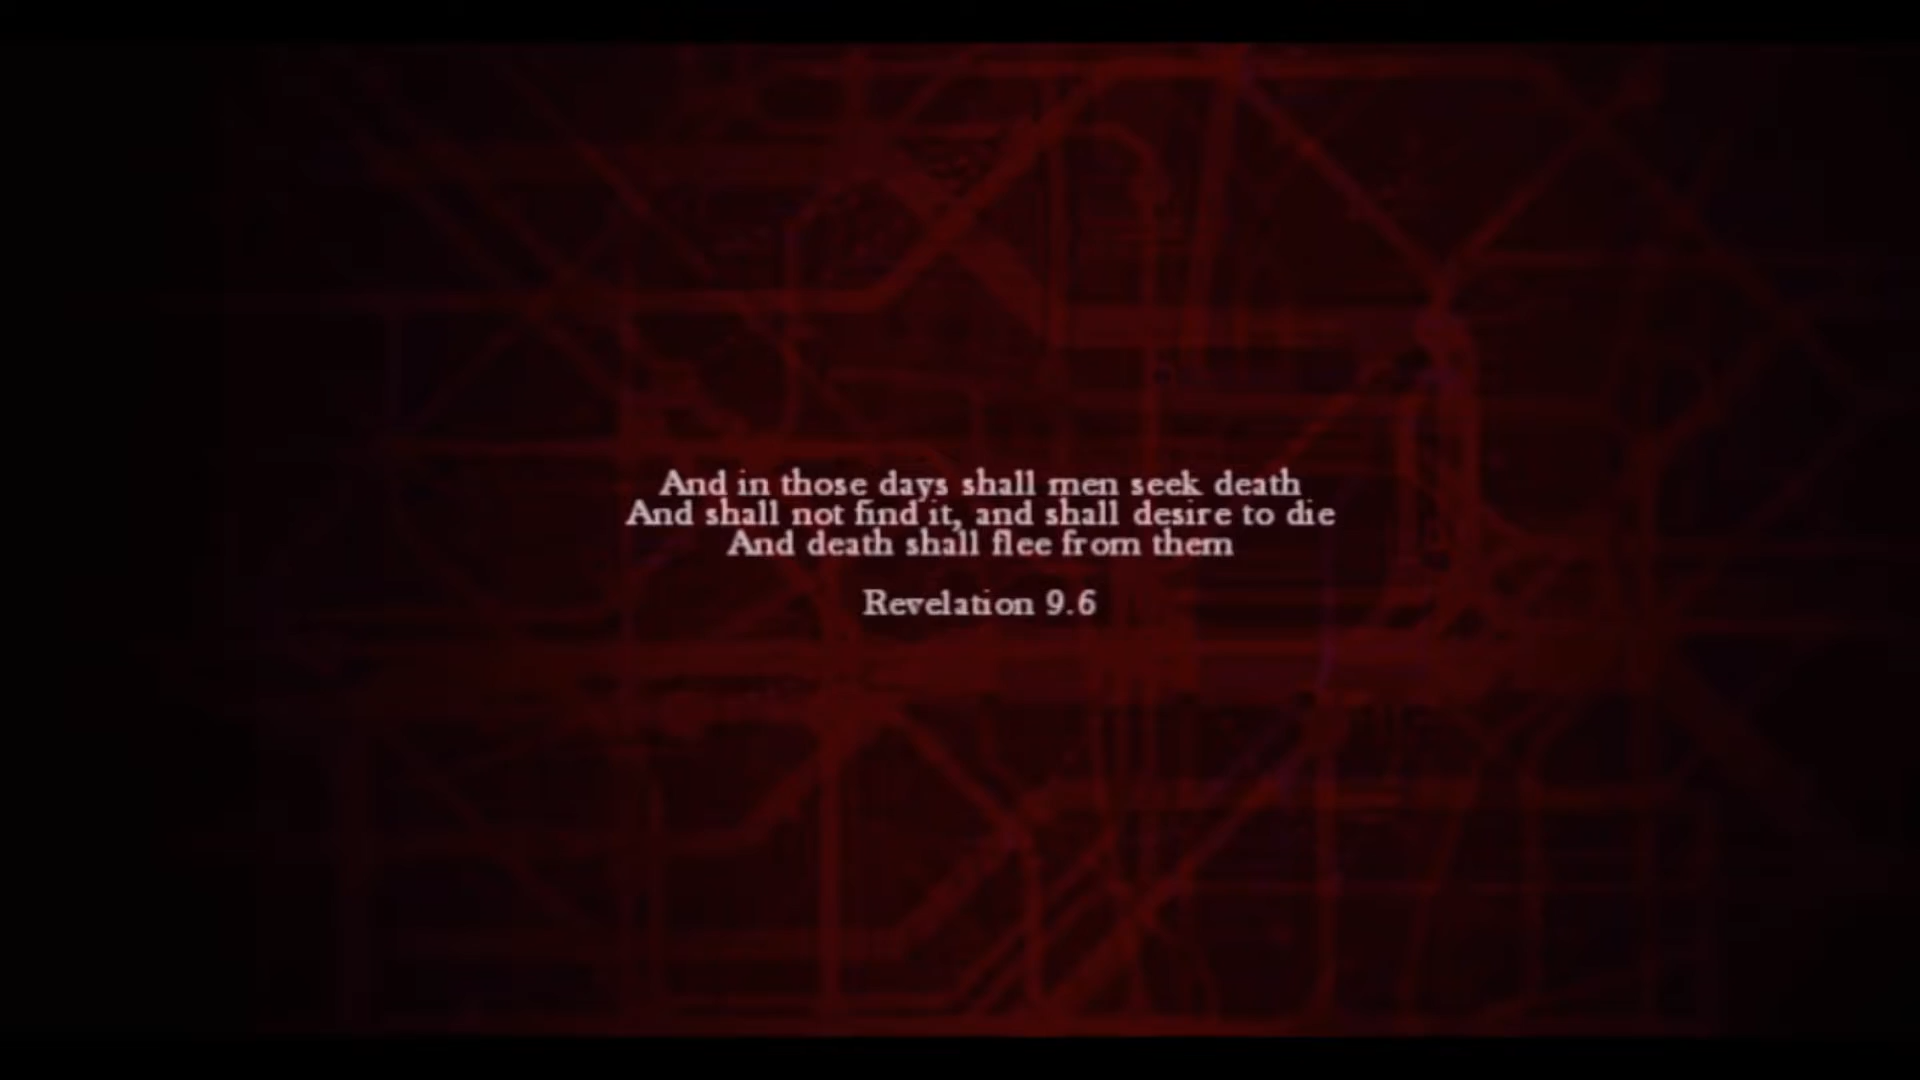 And in those days shall men seek death
And shall not find it, and shall desire to die
And death shall flee from them
Revelation 9.6